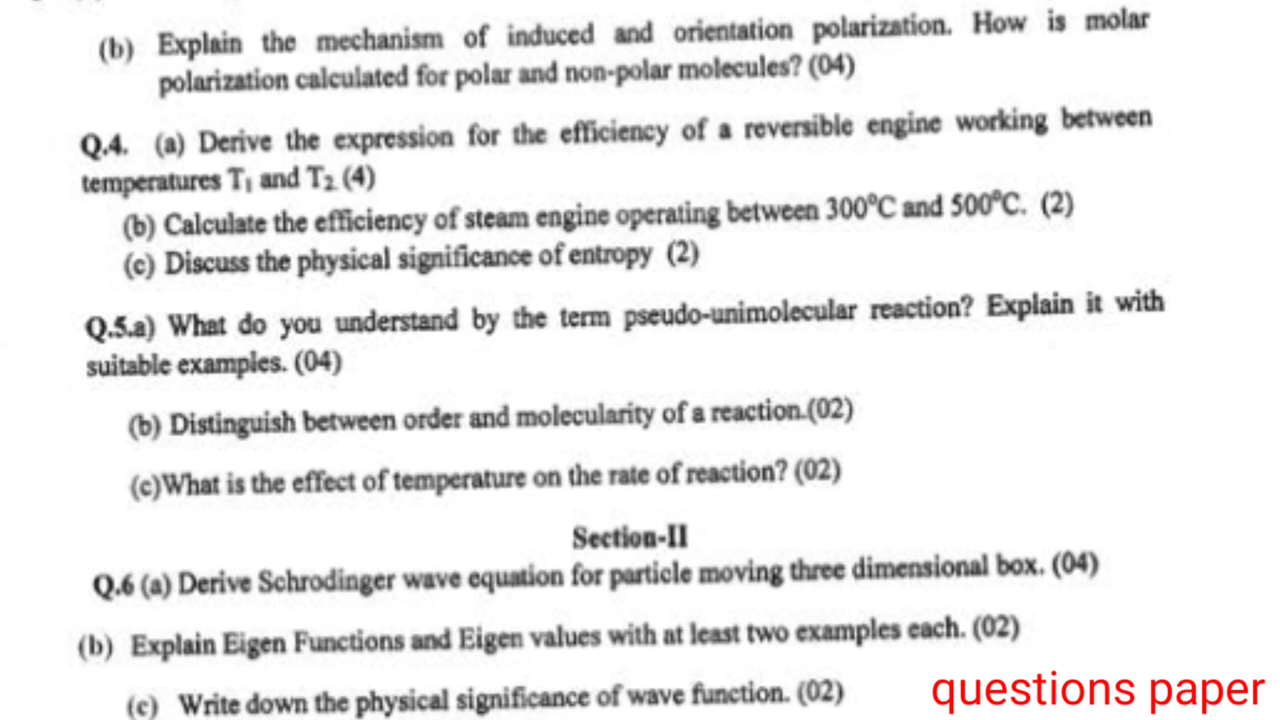 (b) Explain the mechanism of induced and orientation polarization. How is molar
polarization calculated for polar and non-polar molecules? (04)
Q.4. (a) Derive the expression for the efficiency of a reversible engine working between
temperatures T₁ and T₂ (4)
(b) Calculate the efficiency of steam engine operating between 300°C and 500°C. (2)
(c) Discuss the physical significance of entropy (2)
Q.5.a) What do you understand by the term pseudo-unimolecular reaction? Explain it with
suitable examples. (04)
(b) Distinguish between order and molecularity of a reaction.(02)
(c)What is the effect of temperature on the rate of reaction? (02)
Section-II
Q.6 (a) Derive Schrodinger wave equation for particle moving three dimensional box. (04)
(b) Explain Eigen Functions and Eigen values with at least two examples each. (02)
(c) Write down the physical significance of wave function. (02)
questions paper